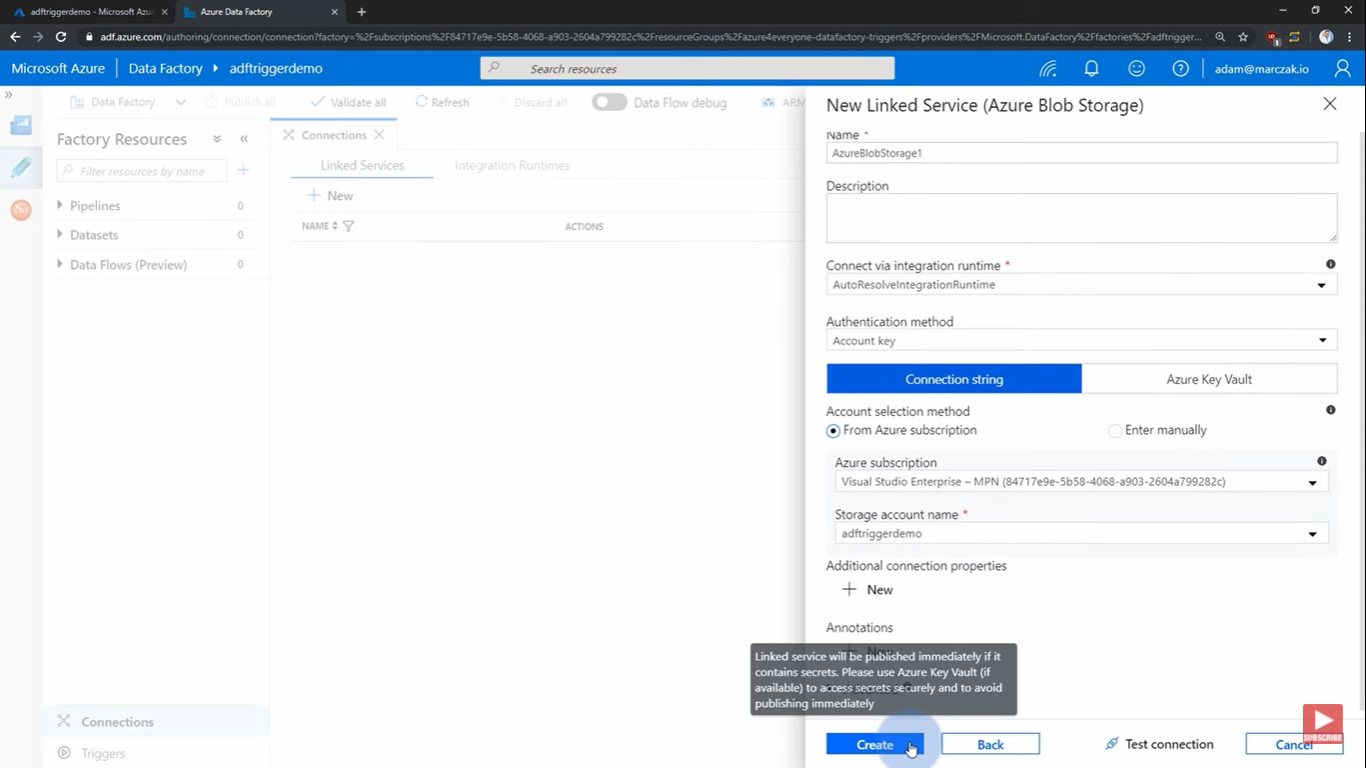 adftriggerdemo - Microsoft Azur
Azure Data Factory
adf.azure.com/authoring/connection/connection?factory=%2Fsubscriptions%2F84717e9e-5b58-4068-a903-2604a799282c%2FresourceGroups%2Fazure4everyone-datafactory-triggers%2Fproviders%2FMicrosoft.DataFactory%2Ffactories%2Fadftrigger...
Microsoft Azure
Data Factory
adftriggerdemo
Search resources
adam@marczak.io
Data Factory
Publish all
Validate all
Refresh
Discard all
Data Flow debug
ARM
Factory Resources
Filter resources by name
Pipelines 0
Datasets 0
Data Flows (Preview) 0
Connections
Triggers
Connections
Linked Services
Integration Runtimes
New
NAME
ACTIONS
New Linked Service (Azure Blob Storage)
Name *
AzureBlobStorage1
Description
Connect via integration runtime *
AutoResolveIntegrationRuntime
Authentication method
Account key
Connection string
Azure Key Vault
Account selection method
From Azure subscription
Enter manually
Azure subscription
Visual Studio Enterprise – MPN (84717e9e-5b58-4068-a903-2604a799282c)
Storage account name *
adftriggerdemo
Additional connection properties
New
Annotations
Linked service will be published immediately if it
contains secrets. Please use Azure Key Vault (if
available) to access secrets securely and to avoid
publishing immediately
Create
Back
Test connection
Cancel
SUBSCRIBE